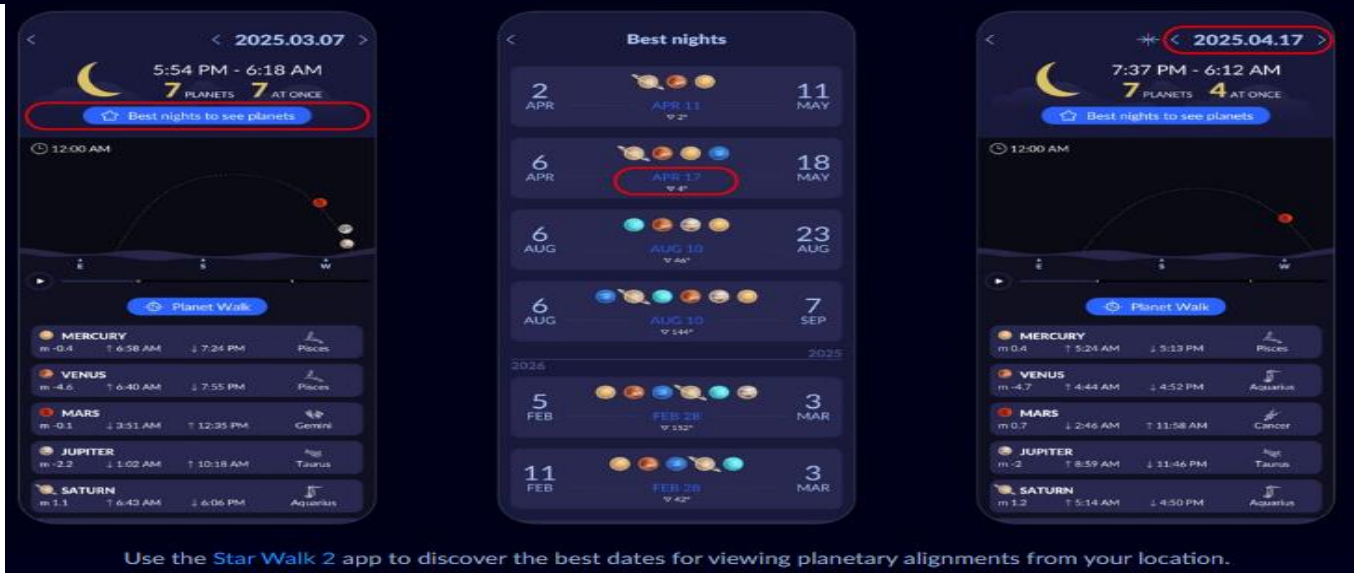 < < 2025.03.07 >
5:54 PM - 6:18 AM
7 PLANETS 7 AT ONCE
Best nights to see planets
12:00 AM
E S W
Planet Walk
MERCURY
m -0.4 ↑ 6:58 AM ↓ 7:24 PM Pisces
VENUS
m -4.6 ↑ 6:40 AM ↓ 7:55 PM Pisces
MARS
m -0.1 ↓ 3:51 AM ↑ 12:35 PM Gemini
JUPITER
m -2.2 ↓ 1:02 AM ↑ 10:18 AM Taurus
SATURN
m 1.1 ↑ 6:43 AM ↓ 6:06 PM Aquarius
< Best nights
2 APR
APR 11
∇ 2°
11 MAY
6 APR
APR 17
∇ 4°
18 MAY
6 AUG
AUG 10
∇ 46°
23 AUG
6 AUG
AUG 10
∇ 144°
7 SEP
2025
2026
5 FEB
FEB 28
∇ 152°
3 MAR
11 FEB
FEB 28
∇ 42°
3 MAR
< < 2025.04.17 >
7:37 PM - 6:12 AM
7 PLANETS 4 AT ONCE
Best nights to see planets
12:00 AM
E S W
Planet Walk
MERCURY
m 0.4 ↑ 5:24 AM ↓ 5:13 PM Pisces
VENUS
m -4.7 ↑ 4:44 AM ↓ 4:52 PM Aquarius
MARS
m 0.7 ↓ 2:46 AM ↑ 11:58 AM Cancer
JUPITER
m -2 ↑ 8:59 AM ↓ 11:46 PM Taurus
SATURN
m 1.2 ↑ 5:14 AM ↓ 4:50 PM Aquarius
Use the Star Walk 2 app to discover the best dates for viewing planetary alignments from your location.